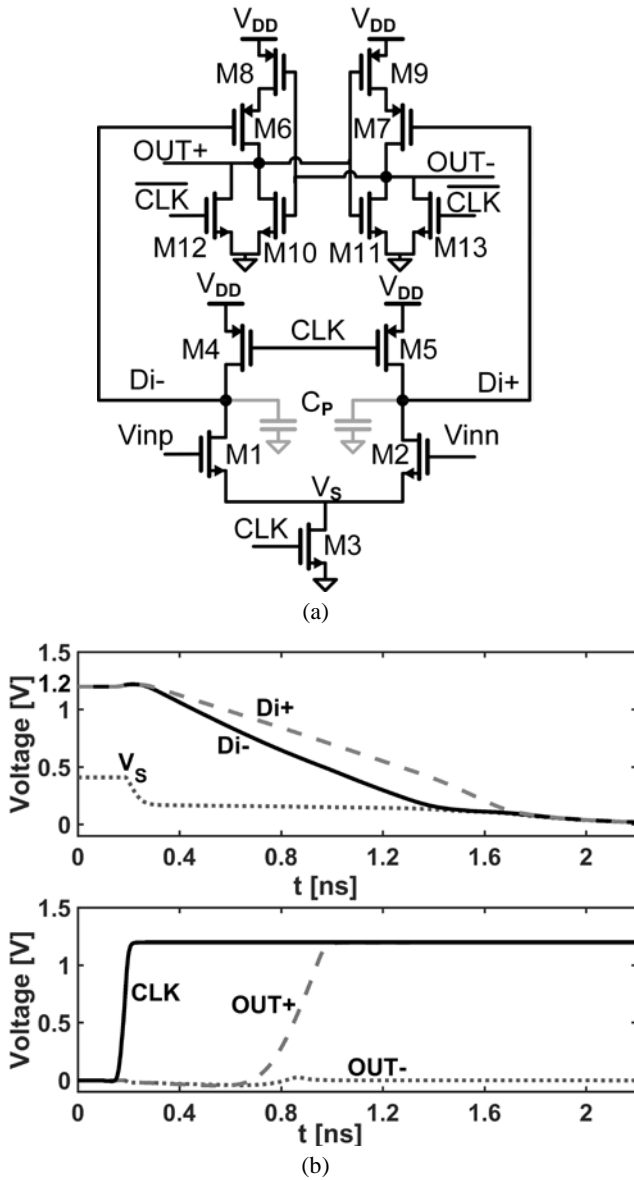 VDD VDD
M8 M9
M6 M7
OUT+ OUT-
CLK CLK
M12 M10 M11 M13
VDD VDD
M4 CLK M5
Di- Di+
CP
Vinp Vinn
M1 M2
VS
CLK M3
(a)
1.5
1.2
1
0.5
0
Voltage [V]
Di+
Di-
VS
0 0.4 0.8 1.2 1.6 2
t [ns]
1.5
1
0.5
0
Voltage [V]
CLK
OUT+
OUT-
0 0.4 0.8 1.2 1.6 2
t [ns]
(b)